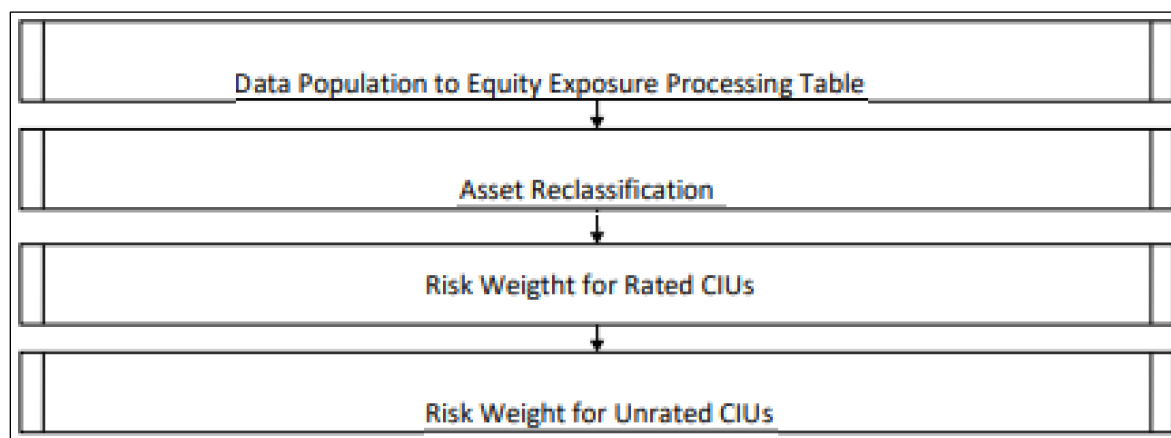 Data Population to Equity Exposure Processing Table
Asset Reclassification
Risk Weigtht for Rated CIUs
Risk Weight for Unrated CIUs